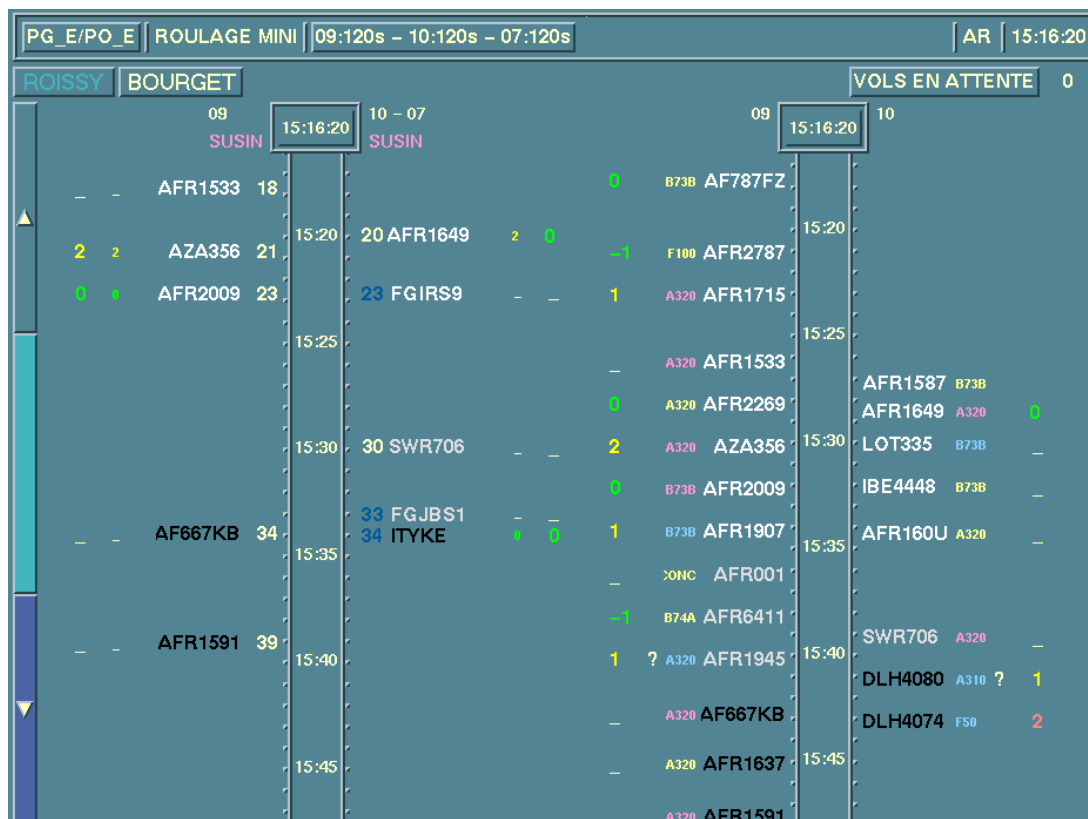 PG_E/PO_E ROULAGE MINI 09:120s – 10:120s – 07:120s AR 15:16:20
ROISSY BOURGET VOLS EN ATTENTE 0
09 15:16:20 10 – 07 09 15:16:20 10
SUSIN SUSIN
_ _ AFR1533 18 0 B73B AF787FZ
15:20 20 AFR1649 2 0 15:20
2 2 AZA356 21 –1 F100 AFR2787
0 0 AFR2009 23 23 FGIRS9 _ _ 1 A320 AFR1715
15:25 15:25
_ A320 AFR1533
AFR1587 B73B
0 A320 AFR2269 AFR1649 A320 0
15:30 30 SWR706 _ _ 2 A320 AZA356 15:30 LOT335 B73B _
0 B73B AFR2009 IBE4448 B73B _
33 FGJBS1 _ _
_ _ AF667KB 34 34 ITYKE 0 0 1 B73B AFR1907 AFR160U A320 _
15:35 15:35
_ CONC AFR001
–1 B74A AFR6411
_ _ AFR1591 39 SWR706 A320 _
15:40 1 ? A320 AFR1945 15:40
DLH4080 A310 ? 1
_ A320 AF667KB DLH4074 F50 2
15:45 _ A320 AFR1637 15:45
A320 AFR1591